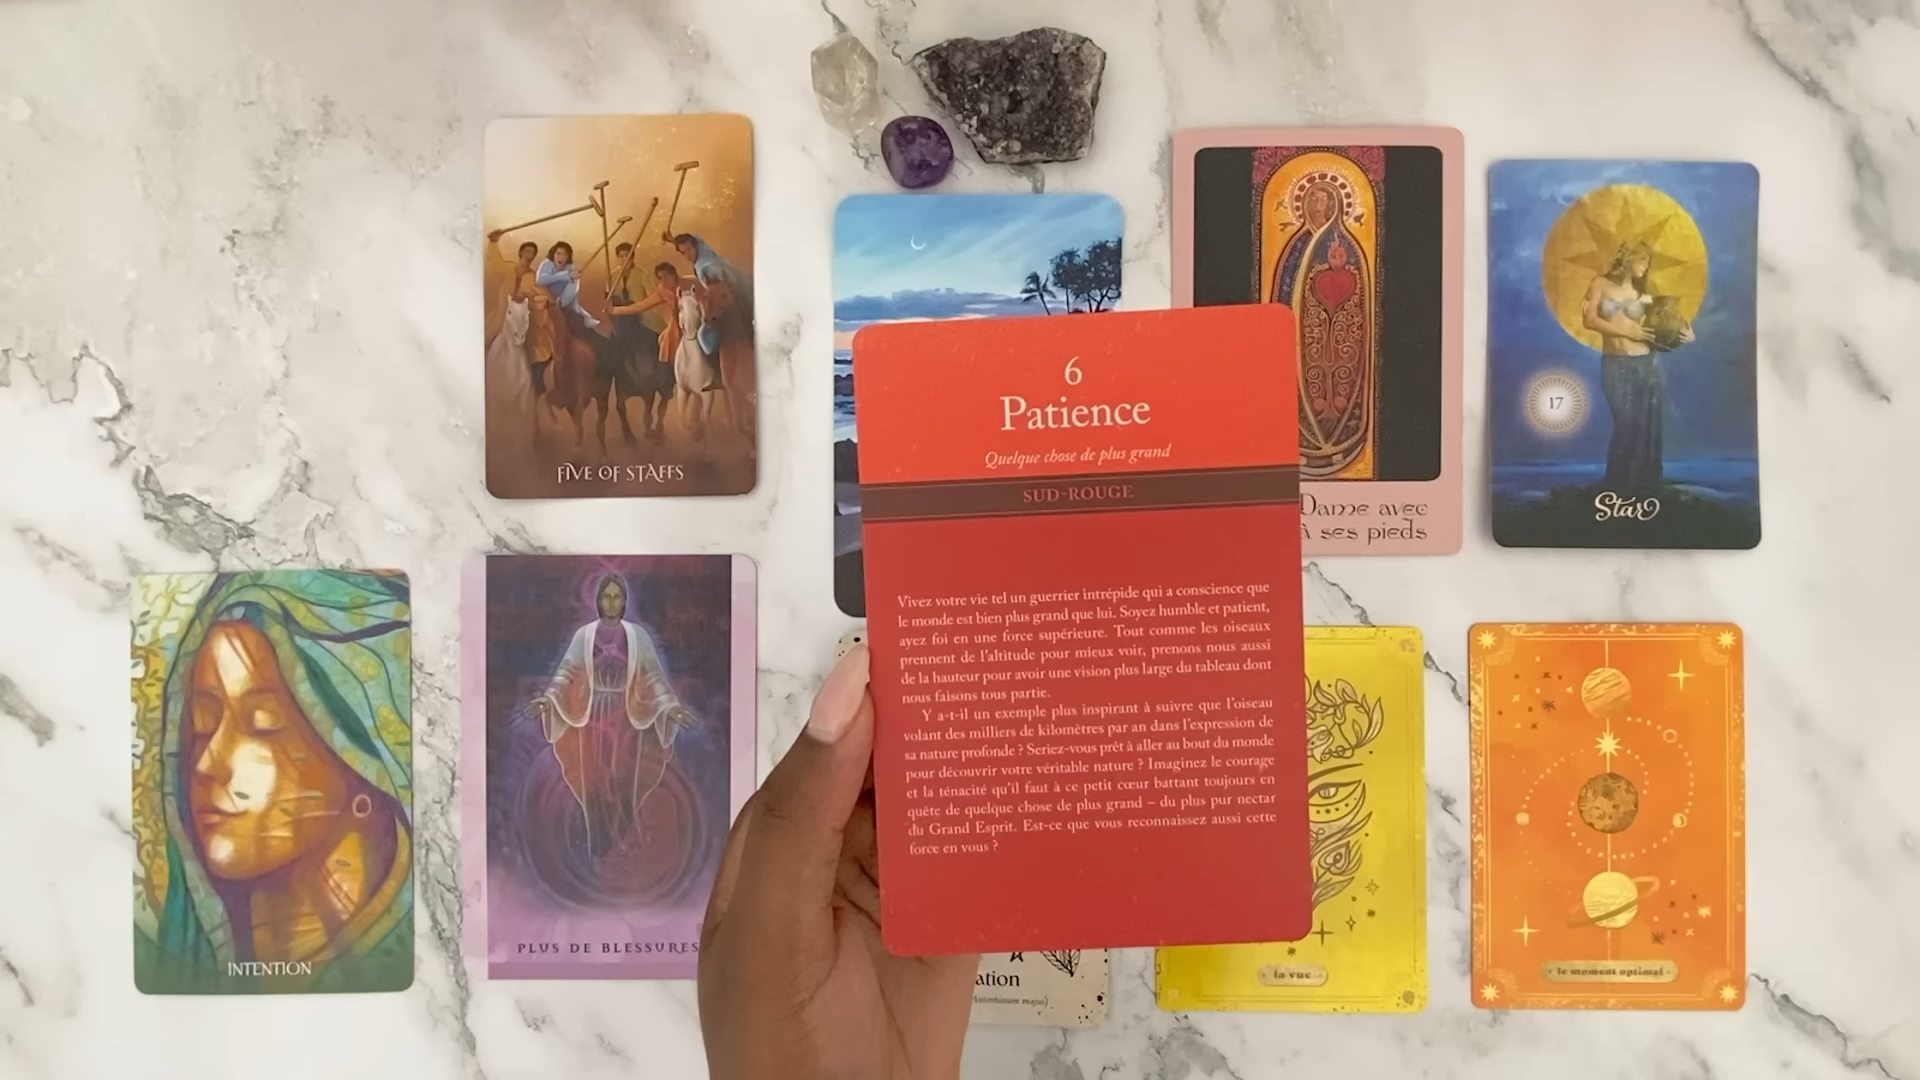 FIVE OF STAFFS
Dame avec
à ses pieds
17
Star
6
Patience
Quelque chose de plus grand
SUD-ROUGE
Vivez votre vie tel un guerrier intrépide qui a conscience que
le monde est bien plus grand que lui. Soyez humble et patient,
ayez foi en une force supérieure. Tout comme les oiseaux
prennent de l'altitude pour mieux voir, prenons nous aussi
de la hauteur pour avoir une vision plus large du tableau dont
nous faisons tous partie.
Y a-t-il un exemple plus inspirant à suivre que l'oiseau
volant des milliers de kilomètres par an dans l'expression de
sa nature profonde ? Seriez-vous prêt à aller au bout du monde
pour découvrir votre véritable nature ? Imaginez le courage
et la ténacité qu'il faut à ce petit cœur battant toujours en
quête de quelque chose de plus grand – du plus pur nectar
du Grand Esprit. Est-ce que vous reconnaissez aussi cette
force en vous ?
INTENTION
PLUS DE BLESSURES
ation
Antirrhinum majus)
la vue
le moment optimal